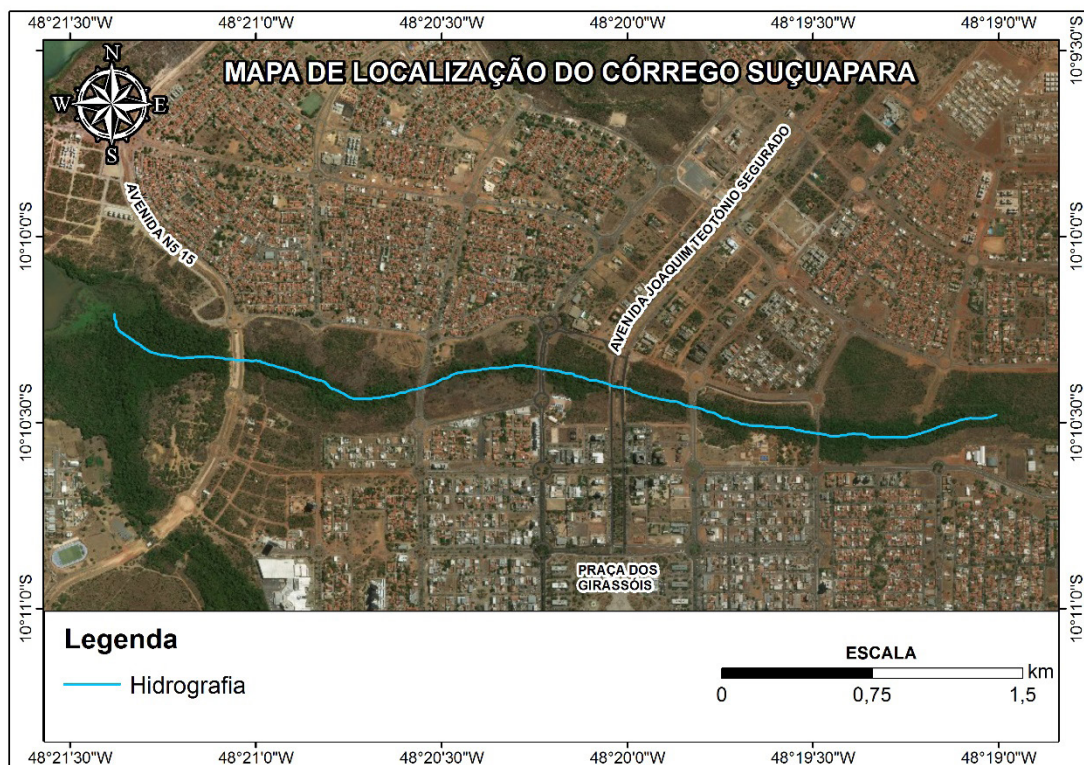 48°21'30"W 48°21'0"W 48°20'30"W 48°20'0"W 48°19'30"W 48°19'0"W
MAPA DE LOCALIZAÇÃO DO CÓRREGO SUÇUAPARA
N
W E
S
10°9'30"S
10°9'30"S
AVENIDA NS 15
AVENIDA JOAQUIM TEOTÔNIO SEGURADO
10°10'0"S
10°10'0"S
10°10'30"S
10°10'30"S
PRAÇA DOS
GIRASSÓIS
10°11'0"S
10°11'0"S
Legenda
Hidrografia
ESCALA
km
0 0,75 1,5
48°21'30"W 48°21'0"W 48°20'30"W 48°20'0"W 48°19'30"W 48°19'0"W